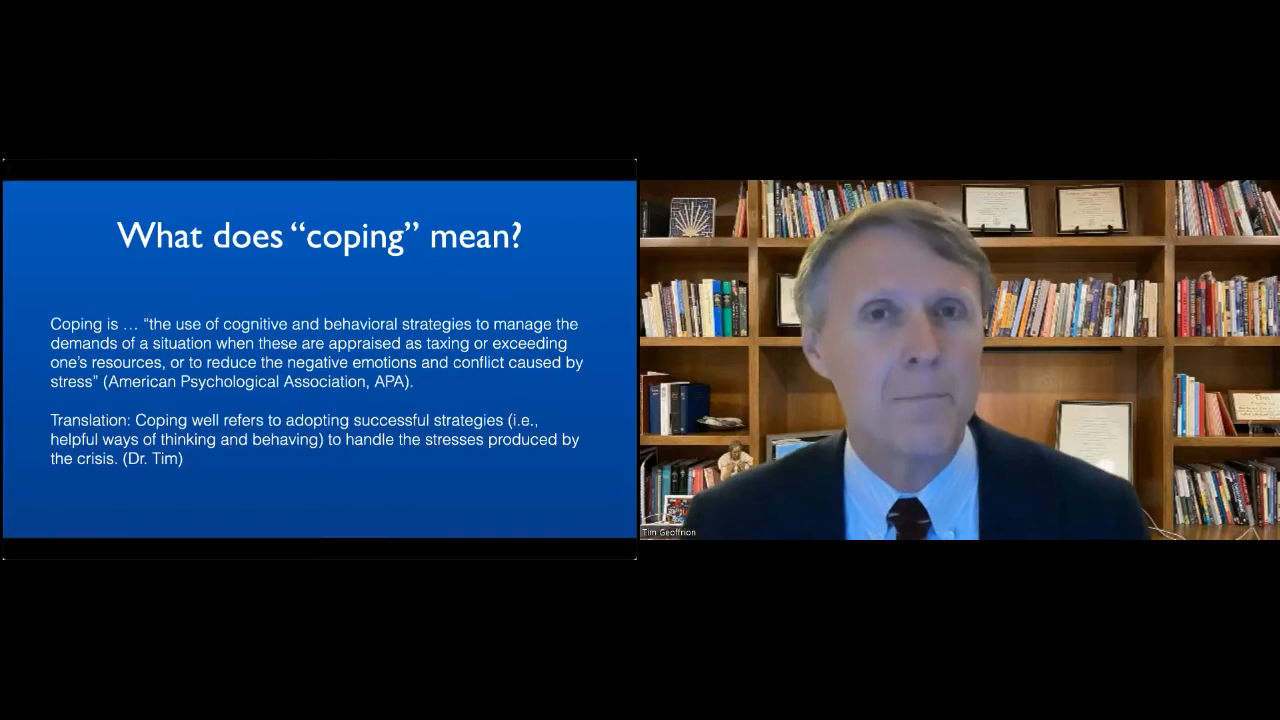 What does “coping” mean?
Coping is … “the use of cognitive and behavioral strategies to manage the
demands of a situation when these are appraised as taxing or exceeding
one’s resources, or to reduce the negative emotions and conflict caused by
stress” (American Psychological Association, APA).
Translation: Coping well refers to adopting successful strategies (i.e.,
helpful ways of thinking and behaving) to handle the stresses produced by
the crisis. (Dr. Tim)
Tim Geoffrion